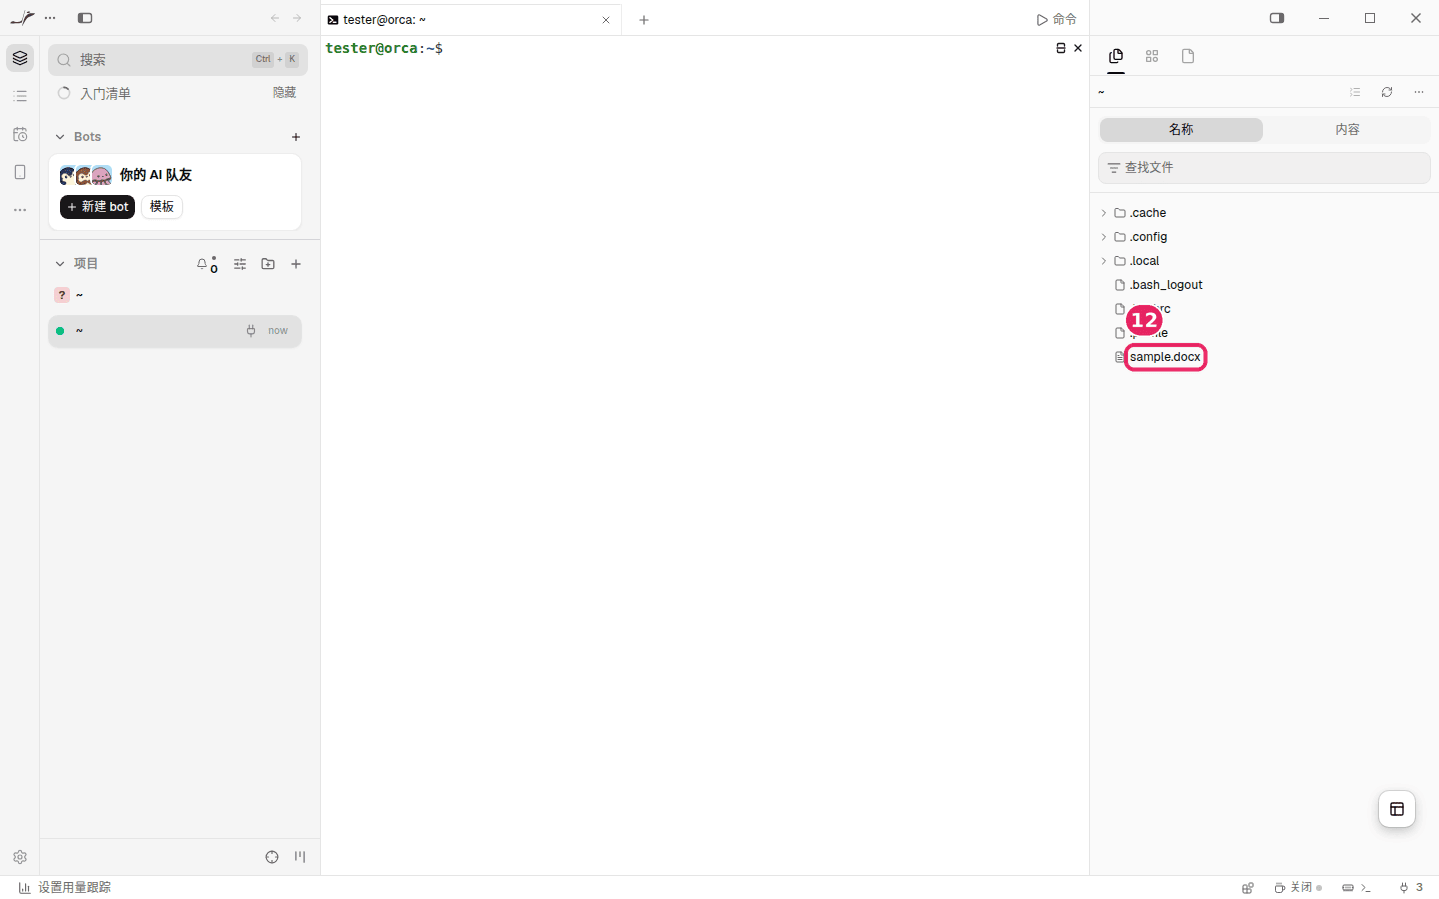 tester@orca: ~
命令
搜索
Ctrl + K
入门清单
隐藏
Bots
你的 AI 队友
新建 bot
模板
项目
0
? ~
~
now
设置用量跟踪
tester@orca:~$
~
名称
内容
查找文件
.cache
.config
.local
.bash_logout
12
sample.docx
关闭
3